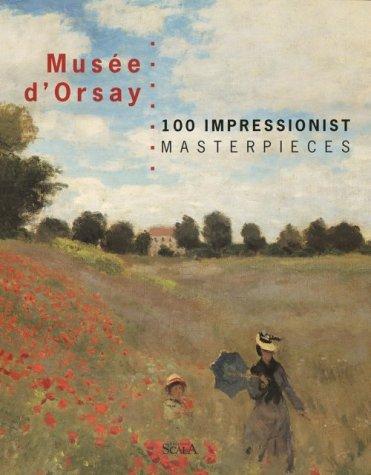 Musée
d'Orsay
100 IMPRESSIONIST
MASTERPIECES
SCALA